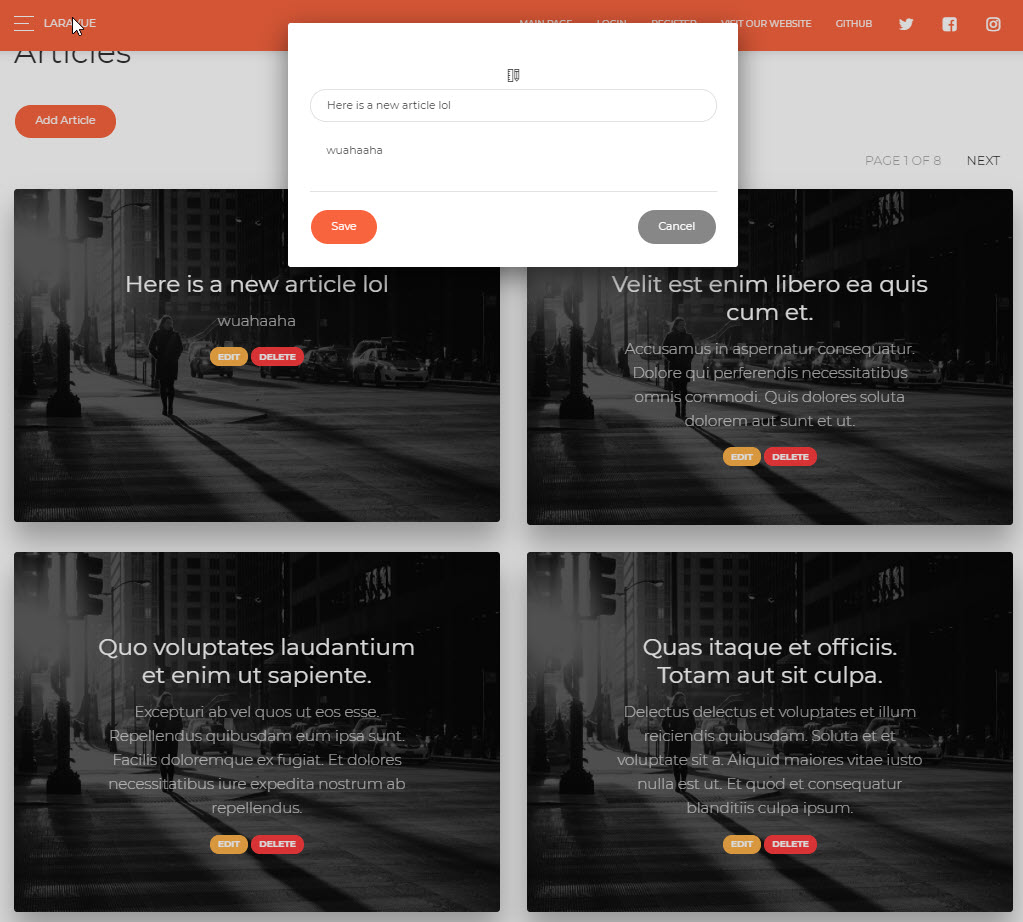 LARAVUE
MAIN PAGE LOGIN REGISTER VISIT OUR WEBSITE GITHUB
Articles
Add Article
Here is a new article lol
wuahaaha
Save Cancel
PAGE 1 OF 8 NEXT
Here is a new article lol
wuahaaha
EDIT DELETE
Velit est enim libero ea quis
cum et.
Accusamus in aspernatur consequatur.
Dolore qui perferendis necessitatibus
omnis commodi. Quis dolores soluta
dolorem aut sunt et ut.
EDIT DELETE
Quo voluptates laudantium
et enim ut sapiente.
Excepturi ab vel quos ut eos esse.
Repellendus quibusdam eum ipsa sunt.
Facilis doloremque ex fugiat. Et dolores
necessitatibus iure expedita nostrum ab
repellendus.
EDIT DELETE
Quas itaque et officiis.
Totam aut sit culpa.
Delectus delectus et voluptates et illum
reiciendis quibusdam. Soluta et et
voluptate sit a. Aliquid maiores vitae iusto
nulla est ut. Et quod et consequatur
blanditiis culpa ipsum.
EDIT DELETE